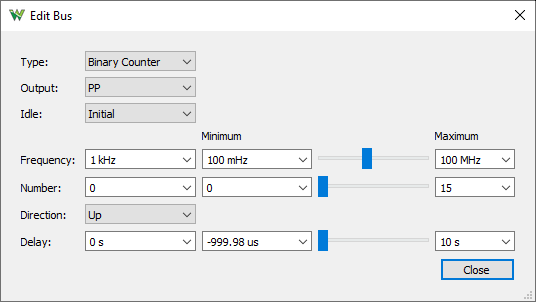 Edit Bus
Type: Binary Counter
Output: PP
Idle: Initial
Minimum Maximum
Frequency: 1 kHz 100 mHz 100 MHz
Number: 0 0 15
Direction: Up
Delay: 0 s -999.98 us 10 s
Close